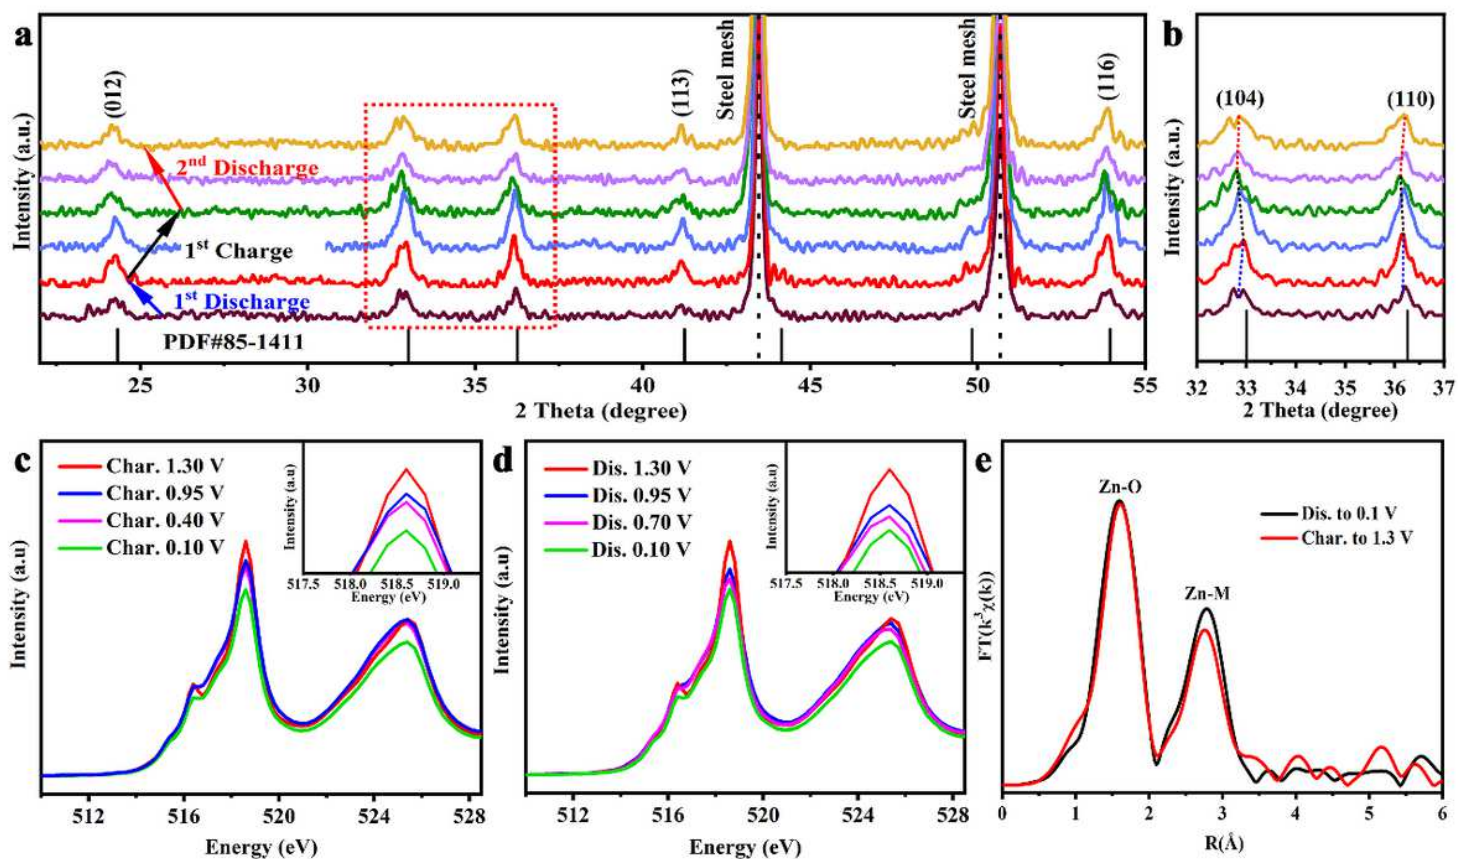 a
Intensity (a.u.)
(012)
(113)
Steel mesh
Steel mesh
(116)
2nd Discharge
1st Charge
1st Discharge
PDF#85-1411
25 30 35 40 45 50 55
2 Theta (degree)
b
Intensity (a.u.)
(104) (110)
32 33 34 35 36 37
2 Theta (degree)
c
Intensity (a.u)
Char. 1.30 V
Char. 0.95 V
Char. 0.40 V
Char. 0.10 V
Intensity (a.u)
517.5 518.0 518.5 519.0
Energy (eV)
512 516 520 524 528
Energy (eV)
d
Intensity (a.u)
Dis. 1.30 V
Dis. 0.95 V
Dis. 0.70 V
Dis. 0.10 V
Intensity (a.u)
517.5 518.0 518.5 519.0
Energy (eV)
512 516 520 524 528
Energy (eV)
e
FT(k3χ(k))
Zn-O
Zn-M
Dis. to 0.1 V
Char. to 1.3 V
0 1 2 3 4 5 6
R(Å)